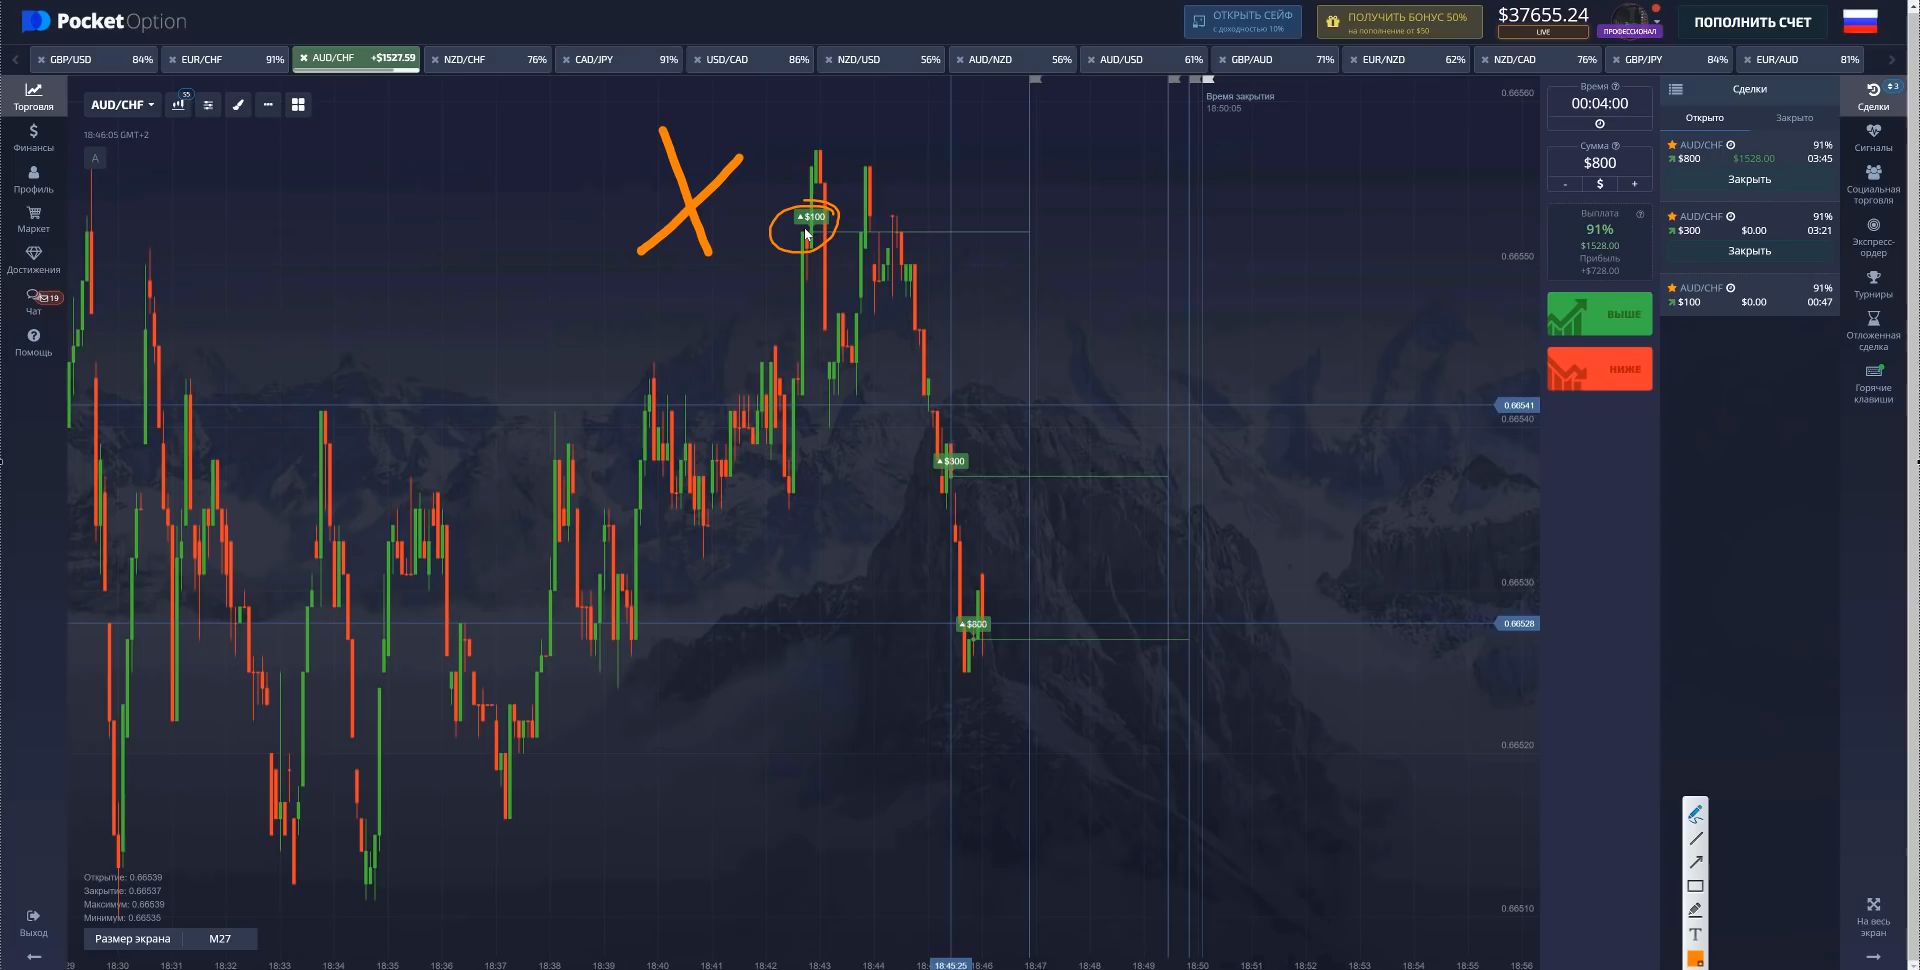 PocketOption
ОТКРЫТЬ СЕЙФ
с доходностью 10%
ПОЛУЧИТЬ БОНУС 50%
на пополнение от $50
$37655.24
LIVE
ПРОФЕССИОНАЛ
ПОПОЛНИТЬ СЧЕТ
GBP/USD 84%
EUR/CHF 91%
AUD/CHF +$1527.59
NZD/CHF 76%
CAD/JPY 91%
USD/CAD 86%
NZD/USD 56%
AUD/NZD 56%
AUD/USD 61%
GBP/AUD 71%
EUR/NZD 62%
NZD/CAD 76%
GBP/JPY 84%
EUR/AUD 81%
Торговля
Финансы
Профиль
Маркет
Достижения
19
Чат
Помощь
Выход
AUD/CHF
S5
18:46:05 GMT+2
A
X
$100
$300
$800
Время закрытия
18:50:05
0.66560
0.66550
0.66541
0.66540
0.66530
0.66528
0.66520
0.66510
Открытие: 0.66539
Закрытие: 0.66537
Максимум: 0.66539
Минимум: 0.66535
Размер экрана M27
29 18:30 18:31 18:32 18:33 18:34 18:35 18:36 18:37 18:38 18:39 18:40 18:41 18:42 18:43 18:44 18:45:25 18:46 18:47 18:48 18:49 18:50 18:51 18:52 18:53 18:54 18:55 18:56
Время
00:04:00
Сумма
$800
- $ +
Выплата
91%
$1528.00
Прибыль
+$728.00
ВЫШЕ
НИЖЕ
Сделки
Открыто Закрыто
AUD/CHF 91%
$800 $1528.00 03:45
Закрыть
AUD/CHF 91%
$300 $0.00 03:21
Закрыть
AUD/CHF 91%
$100 $0.00 00:47
3
Сделки
Сигналы
Социальная
торговля
Экспресс-
ордер
Турниры
Отложенная
сделка
Горячие
клавиши
T
На весь
экран